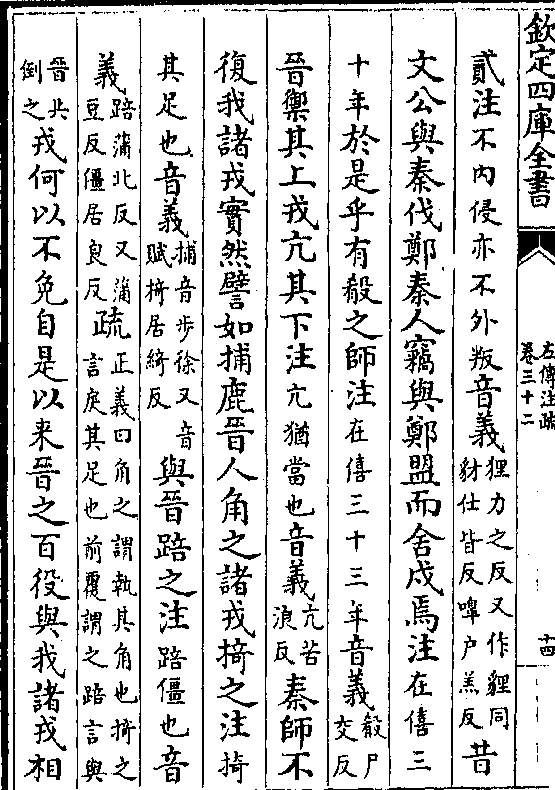 欽定四庫全書
左傳注疏
卷三十二
十四
貳注不内侵亦不外叛音義狸力之反又作貍同豺仕皆反嘷户羔反昔
文公與秦伐鄭秦人竊與鄭盟而舍戍焉注在僖三
十年於是乎有殽之師注在僖三十三年音義殽户交反
晉禦其上戎亢其下注亢猶當也音義亢苦浪反秦師不
復我諸戎實然譬如捕鹿晉人角之諸戎掎之注掎
其足也音義捕音步徐又音賦掎居綺反與晉踣之注踣僵也音
義踣蒲北反又蒲豆反僵居良反疏正義曰角之謂執其角也掎之言戾其足也前覆謂之踣言與
晉共倒之戎何以不免自是以来晉之百役與我諸戎相